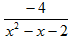 -4
x² - x - 2